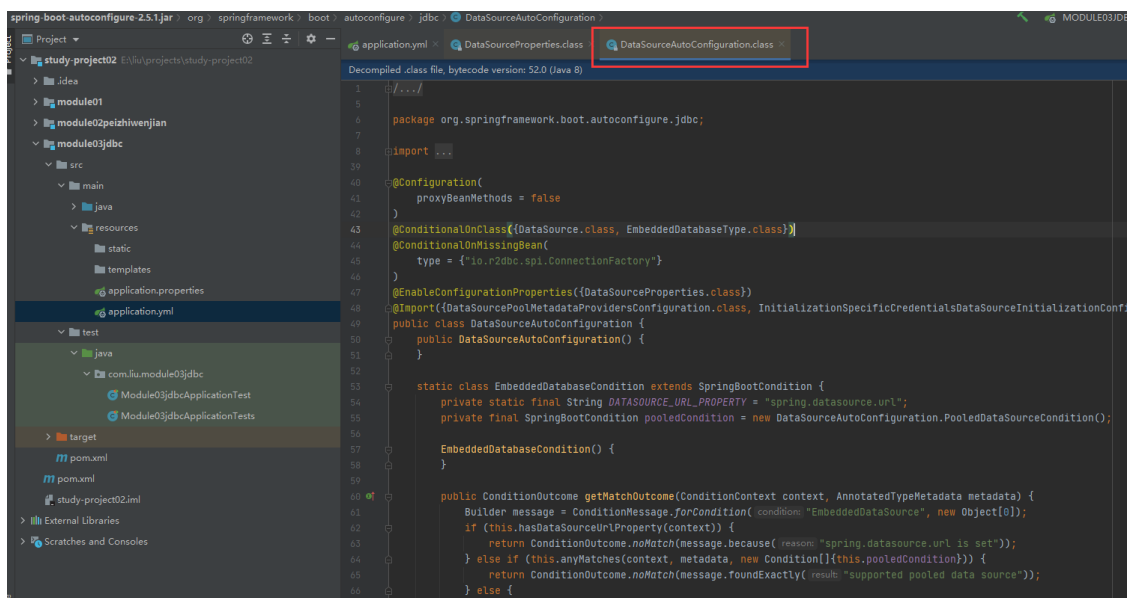 spring-boot-autoconfigure-2.5.1.jar › org › springframework › boot › autoconfigure › jdbc › DataSourceAutoConfiguration ›
MODULE03JDB
Project
Project
application.yml
DataSourceProperties.class
DataSourceAutoConfiguration.class
Decompiled .class file, bytecode version: 52.0 (Java 8)
study-project02 E:\liu\projects\study-project02
.idea
module01
module02peizhiwenjian
module03jdbc
src
main
java
resources
static
templates
application.properties
application.yml
test
java
com.liu.module03jdbc
Module03jdbcApplicationTest
Module03jdbcApplicationTests
target
pom.xml
pom.xml
study-project02.iml
External Libraries
Scratches and Consoles
1 /.../
5
6 package org.springframework.boot.autoconfigure.jdbc;
7
8 import ...
39
40 @Configuration(
41 proxyBeanMethods = false
42 )
43 @ConditionalOnClass({DataSource.class, EmbeddedDatabaseType.class})
44 @ConditionalOnMissingBean(
45 type = {"io.r2dbc.spi.ConnectionFactory"}
46 )
47 @EnableConfigurationProperties({DataSourceProperties.class})
48 @Import({DataSourcePoolMetadataProvidersConfiguration.class, InitializationSpecificCredentialsDataSourceInitializationConfi
49 public class DataSourceAutoConfiguration {
50 public DataSourceAutoConfiguration() {
51 }
52
53 static class EmbeddedDatabaseCondition extends SpringBootCondition {
54 private static final String DATASOURCE_URL_PROPERTY = "spring.datasource.url";
55 private final SpringBootCondition pooledCondition = new DataSourceAutoConfiguration.PooledDataSourceCondition();
56
57 EmbeddedDatabaseCondition() {
58 }
59
60 public ConditionOutcome getMatchOutcome(ConditionContext context, AnnotatedTypeMetadata metadata) {
61 Builder message = ConditionMessage.forCondition( condition: "EmbeddedDataSource", new Object[0]);
62 if (this.hasDataSourceUrlProperty(context)) {
63 return ConditionOutcome.noMatch(message.because( reason: "spring.datasource.url is set"));
64 } else if (this.anyMatches(context, metadata, new Condition[]{this.pooledCondition})) {
65 return ConditionOutcome.noMatch(message.foundExactly( result: "supported pooled data source"));
66 } else {